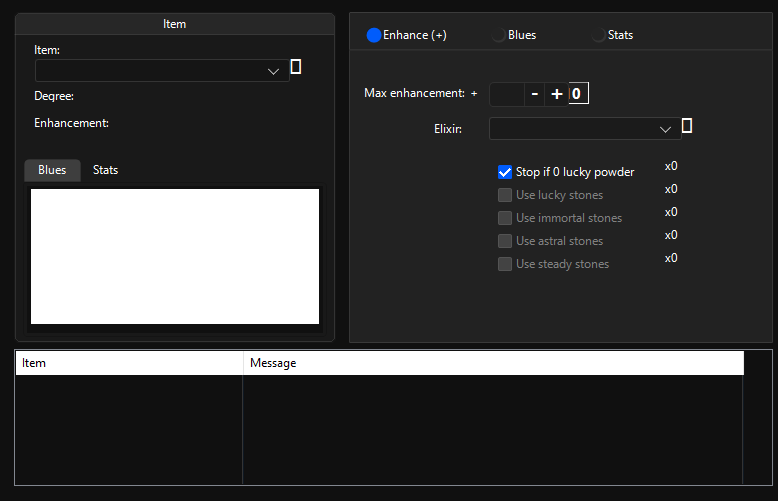 Item
Item:
Degree:
Enhancement:
Blues Stats
Enhance (+) Blues Stats
Max enhancement: + - + 0
Elixir:
Stop if 0 lucky powder x0
Use lucky stones x0
Use immortal stones x0
Use astral stones x0
Use steady stones x0
Item Message